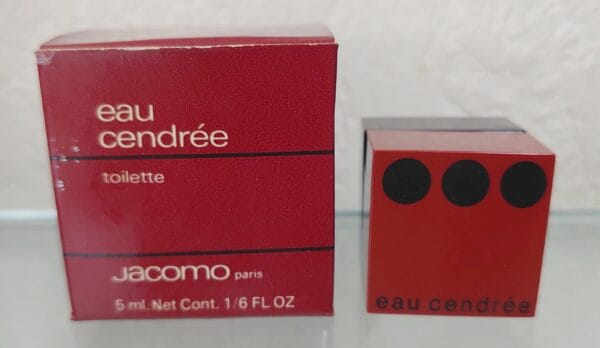 eau
cendrée
toilette
Jacomo paris
5 ml. Net Cont. 1/6 FL OZ
eau cendrée